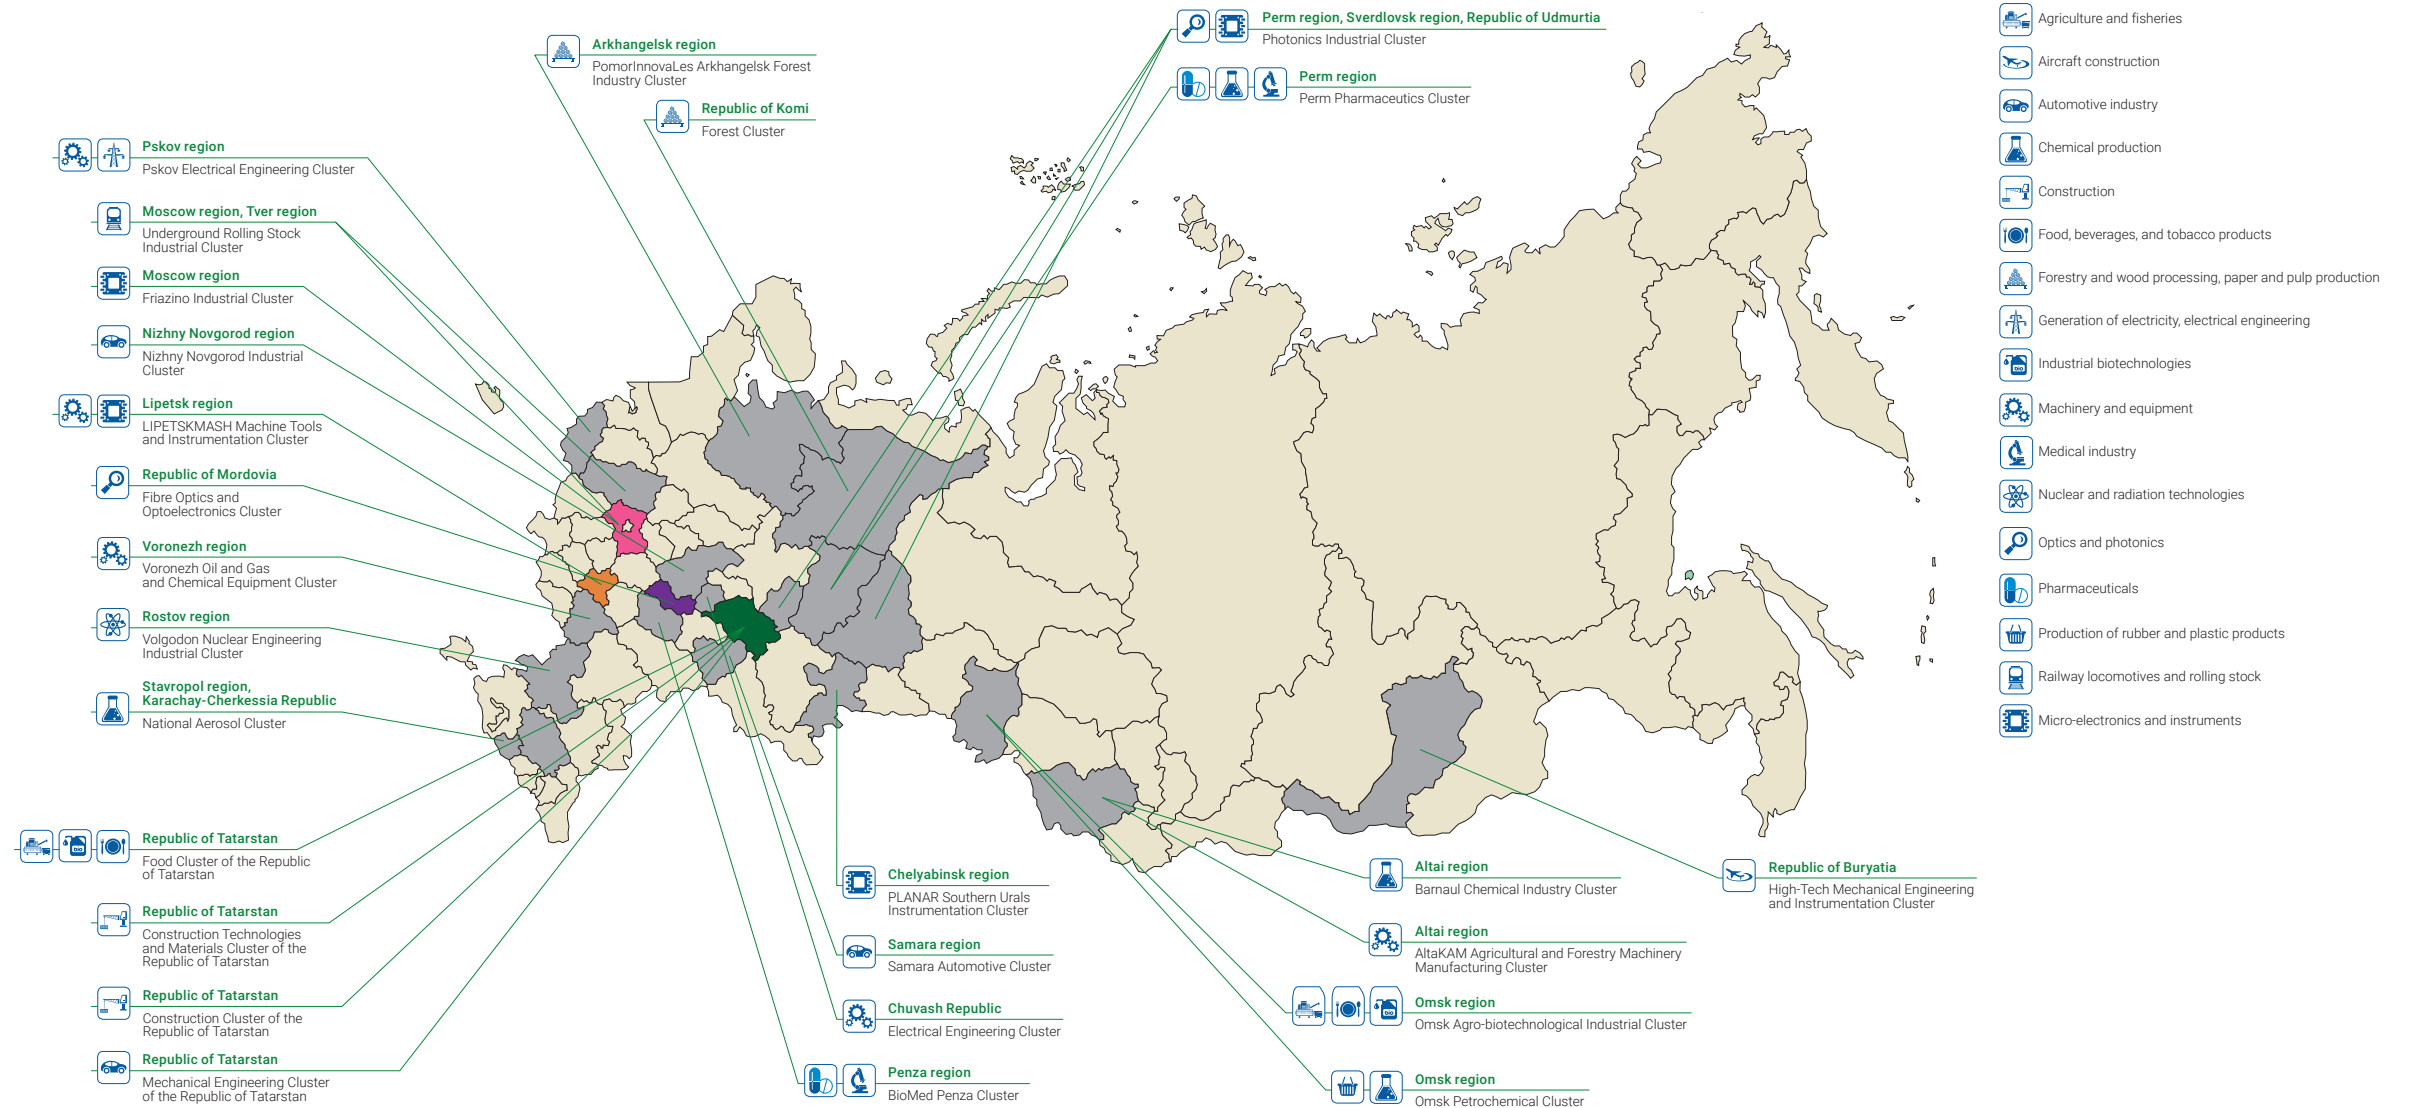 Arkhangelsk region
PomorInnovaLes Arkhangelsk Forest
Industry Cluster
Republic of Komi
Forest Cluster
Perm region, Sverdlovsk region, Republic of Udmurtia
Photonics Industrial Cluster
Perm region
Perm Pharmaceutics Cluster
Pskov region
Pskov Electrical Engineering Cluster
Moscow region, Tver region
Underground Rolling Stock
Industrial Cluster
Moscow region
Friazino Industrial Cluster
Nizhny Novgorod region
Nizhny Novgorod Industrial
Cluster
Lipetsk region
LIPETSKMASH Machine Tools
and Instrumentation Cluster
Republic of Mordovia
Fibre Optics and
Optoelectronics Cluster
Voronezh region
Voronezh Oil and Gas
and Chemical Equipment Cluster
Rostov region
Volgodon Nuclear Engineering
Industrial Cluster
Stavropol region,
Karachay-Cherkessia Republic
National Aerosol Cluster
bio
Republic of Tatarstan
Food Cluster of the Republic
of Tatarstan
Republic of Tatarstan
Construction Technologies
and Materials Cluster of the
Republic of Tatarstan
Republic of Tatarstan
Construction Cluster of the
Republic of Tatarstan
Republic of Tatarstan
Mechanical Engineering Cluster
of the Republic of Tatarstan
Chelyabinsk region
PLANAR Southern Urals
Instrumentation Cluster
Samara region
Samara Automotive Cluster
Chuvash Republic
Electrical Engineering Cluster
Penza region
BioMed Penza Cluster
Altai region
Barnaul Chemical Industry Cluster
Altai region
AltaKAM Agricultural and Forestry Machinery
Manufacturing Cluster
bio
Omsk region
Omsk Agro-biotechnological Industrial Cluster
Omsk region
Omsk Petrochemical Cluster
Republic of Buryatia
High-Tech Mechanical Engineering
and Instrumentation Cluster
Agriculture and fisheries
Aircraft construction
Automotive industry
Chemical production
Construction
Food, beverages, and tobacco products
Forestry and wood processing, paper and pulp production
Generation of electricity, electrical engineering
bio
Industrial biotechnologies
Machinery and equipment
Medical industry
Nuclear and radiation technologies
Optics and photonics
Pharmaceuticals
Production of rubber and plastic products
Railway locomotives and rolling stock
Micro-electronics and instruments